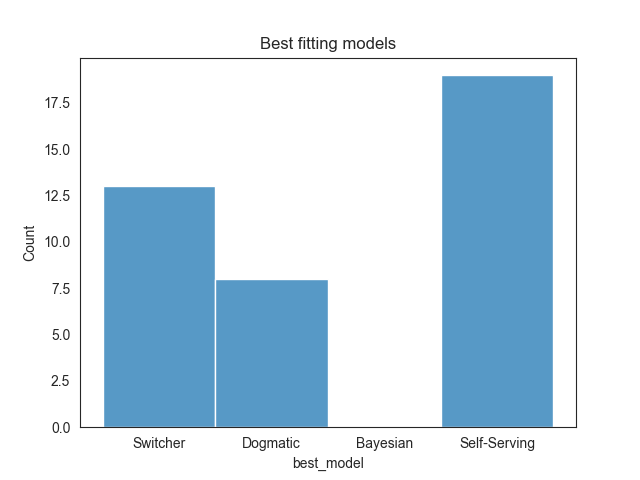 Best fitting models
17.5
15.0
12.5
10.0
7.5
5.0
2.5
0.0
Count
Switcher Dogmatic Bayesian Self-Serving
best_model